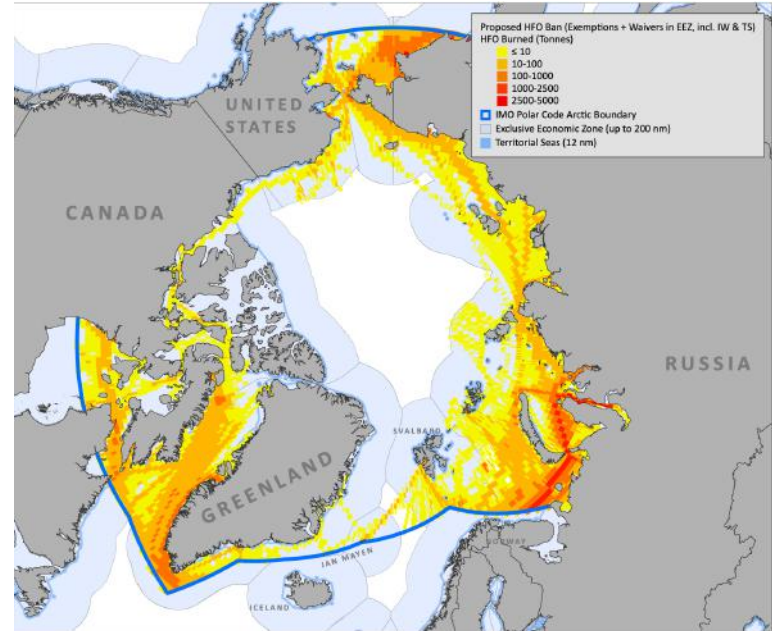 Proposed HFO Ban (Exemptions + Waivers in EEZ, incl. IW & TS)
HFO Burned (Tonnes)
≤ 10
10-100
100-1000
1000-2500
2500-5000
IMO Polar Code Arctic Boundary
Exclusive Economic Zone (up to 200 nm)
Territorial Seas (12 nm)
UNITED
STATES
CANADA
RUSSIA
SVALBARD
GREENLAND
NORWAY
JAN MAYEN
ICELAND